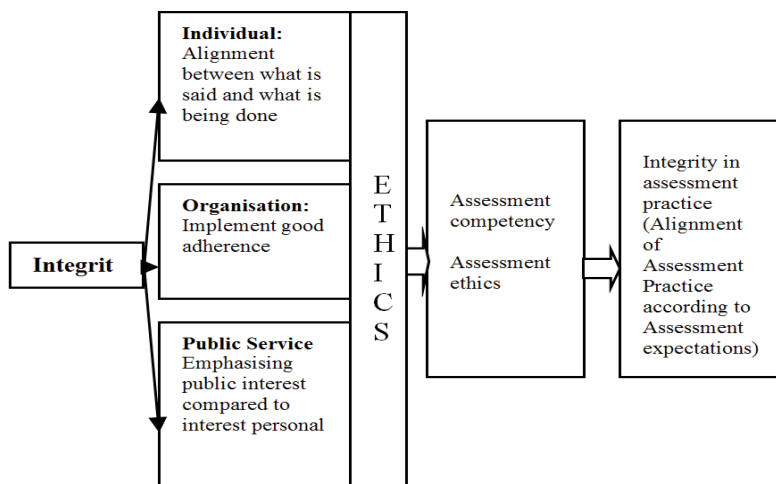 Integrit
Individual:
Alignment
between what is
said and what is
being done
Organisation:
Implement good
adherence
Public Service
Emphasising
public interest
compared to
interest personal
ETHICS
Assessment
competency
Assessment
ethics
Integrity in
assessment
practice
(Alignment of
Assessment
Practice
according to
Assessment
expectations)